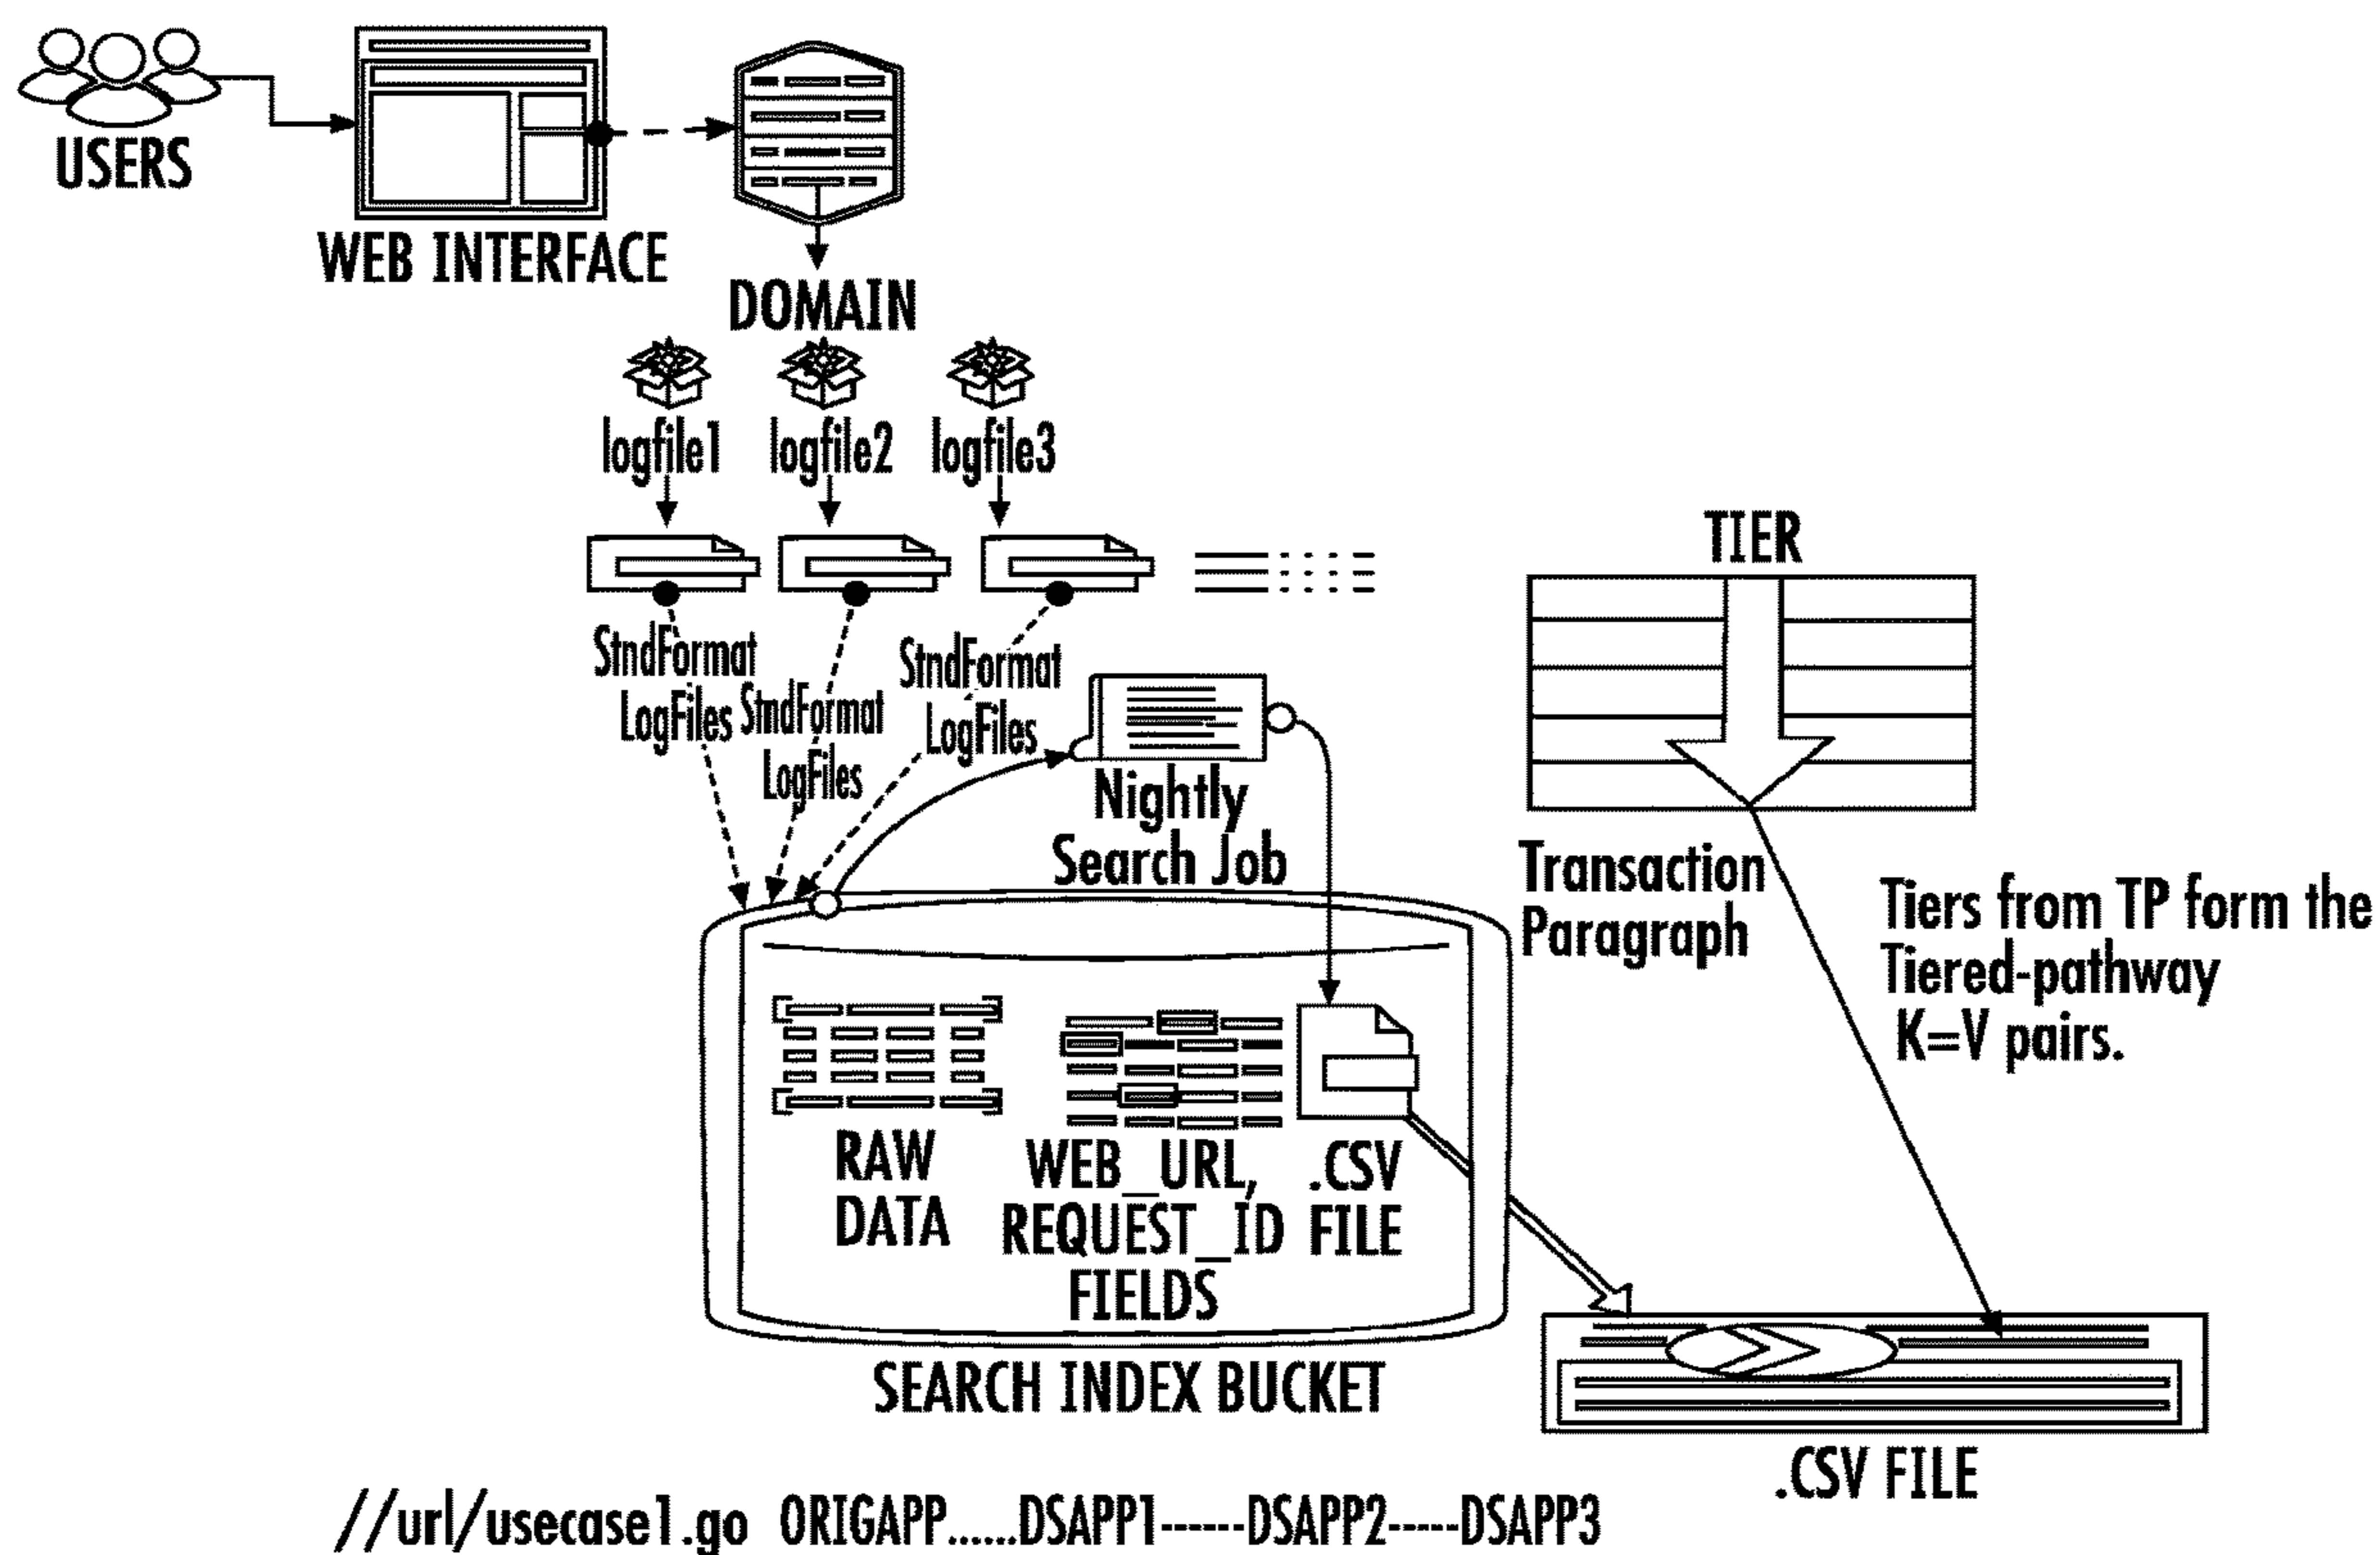 USERS
WEB INTERFACE
DOMAIN
logfile1 logfile2 logfile3
StndFormat
LogFiles
StndFormat
LogFiles
StndFormat
LogFiles
Nightly
Search Job
TIER
Transaction
Paragraph
Tiers from TP form the
Tiered-pathway
K=V pairs.
RAW
DATA
WEB_URL,
REQUEST_ID
FIELDS
.CSV
FILE
SEARCH INDEX BUCKET
.CSV FILE
//url/usecase1.go ORIGAPP......DSAPP1------DSAPP2-----DSAPP3